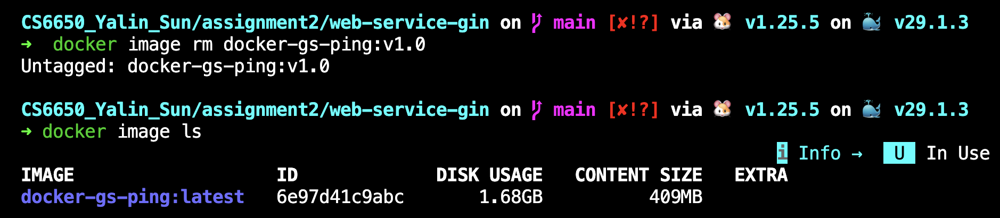 CS6650_Yalin_Sun/assignment2/web-service-gin on main [✘!?] via 🐹 v1.25.5 on 🐳 v29.1.3
➜  docker image rm docker-gs-ping:v1.0
Untagged: docker-gs-ping:v1.0
CS6650_Yalin_Sun/assignment2/web-service-gin on main [✘!?] via 🐹 v1.25.5 on 🐳 v29.1.3
➜ docker image ls
i Info → U In Use
IMAGE ID DISK USAGE CONTENT SIZE EXTRA
docker-gs-ping:latest 6e97d41c9abc 1.68GB 409MB